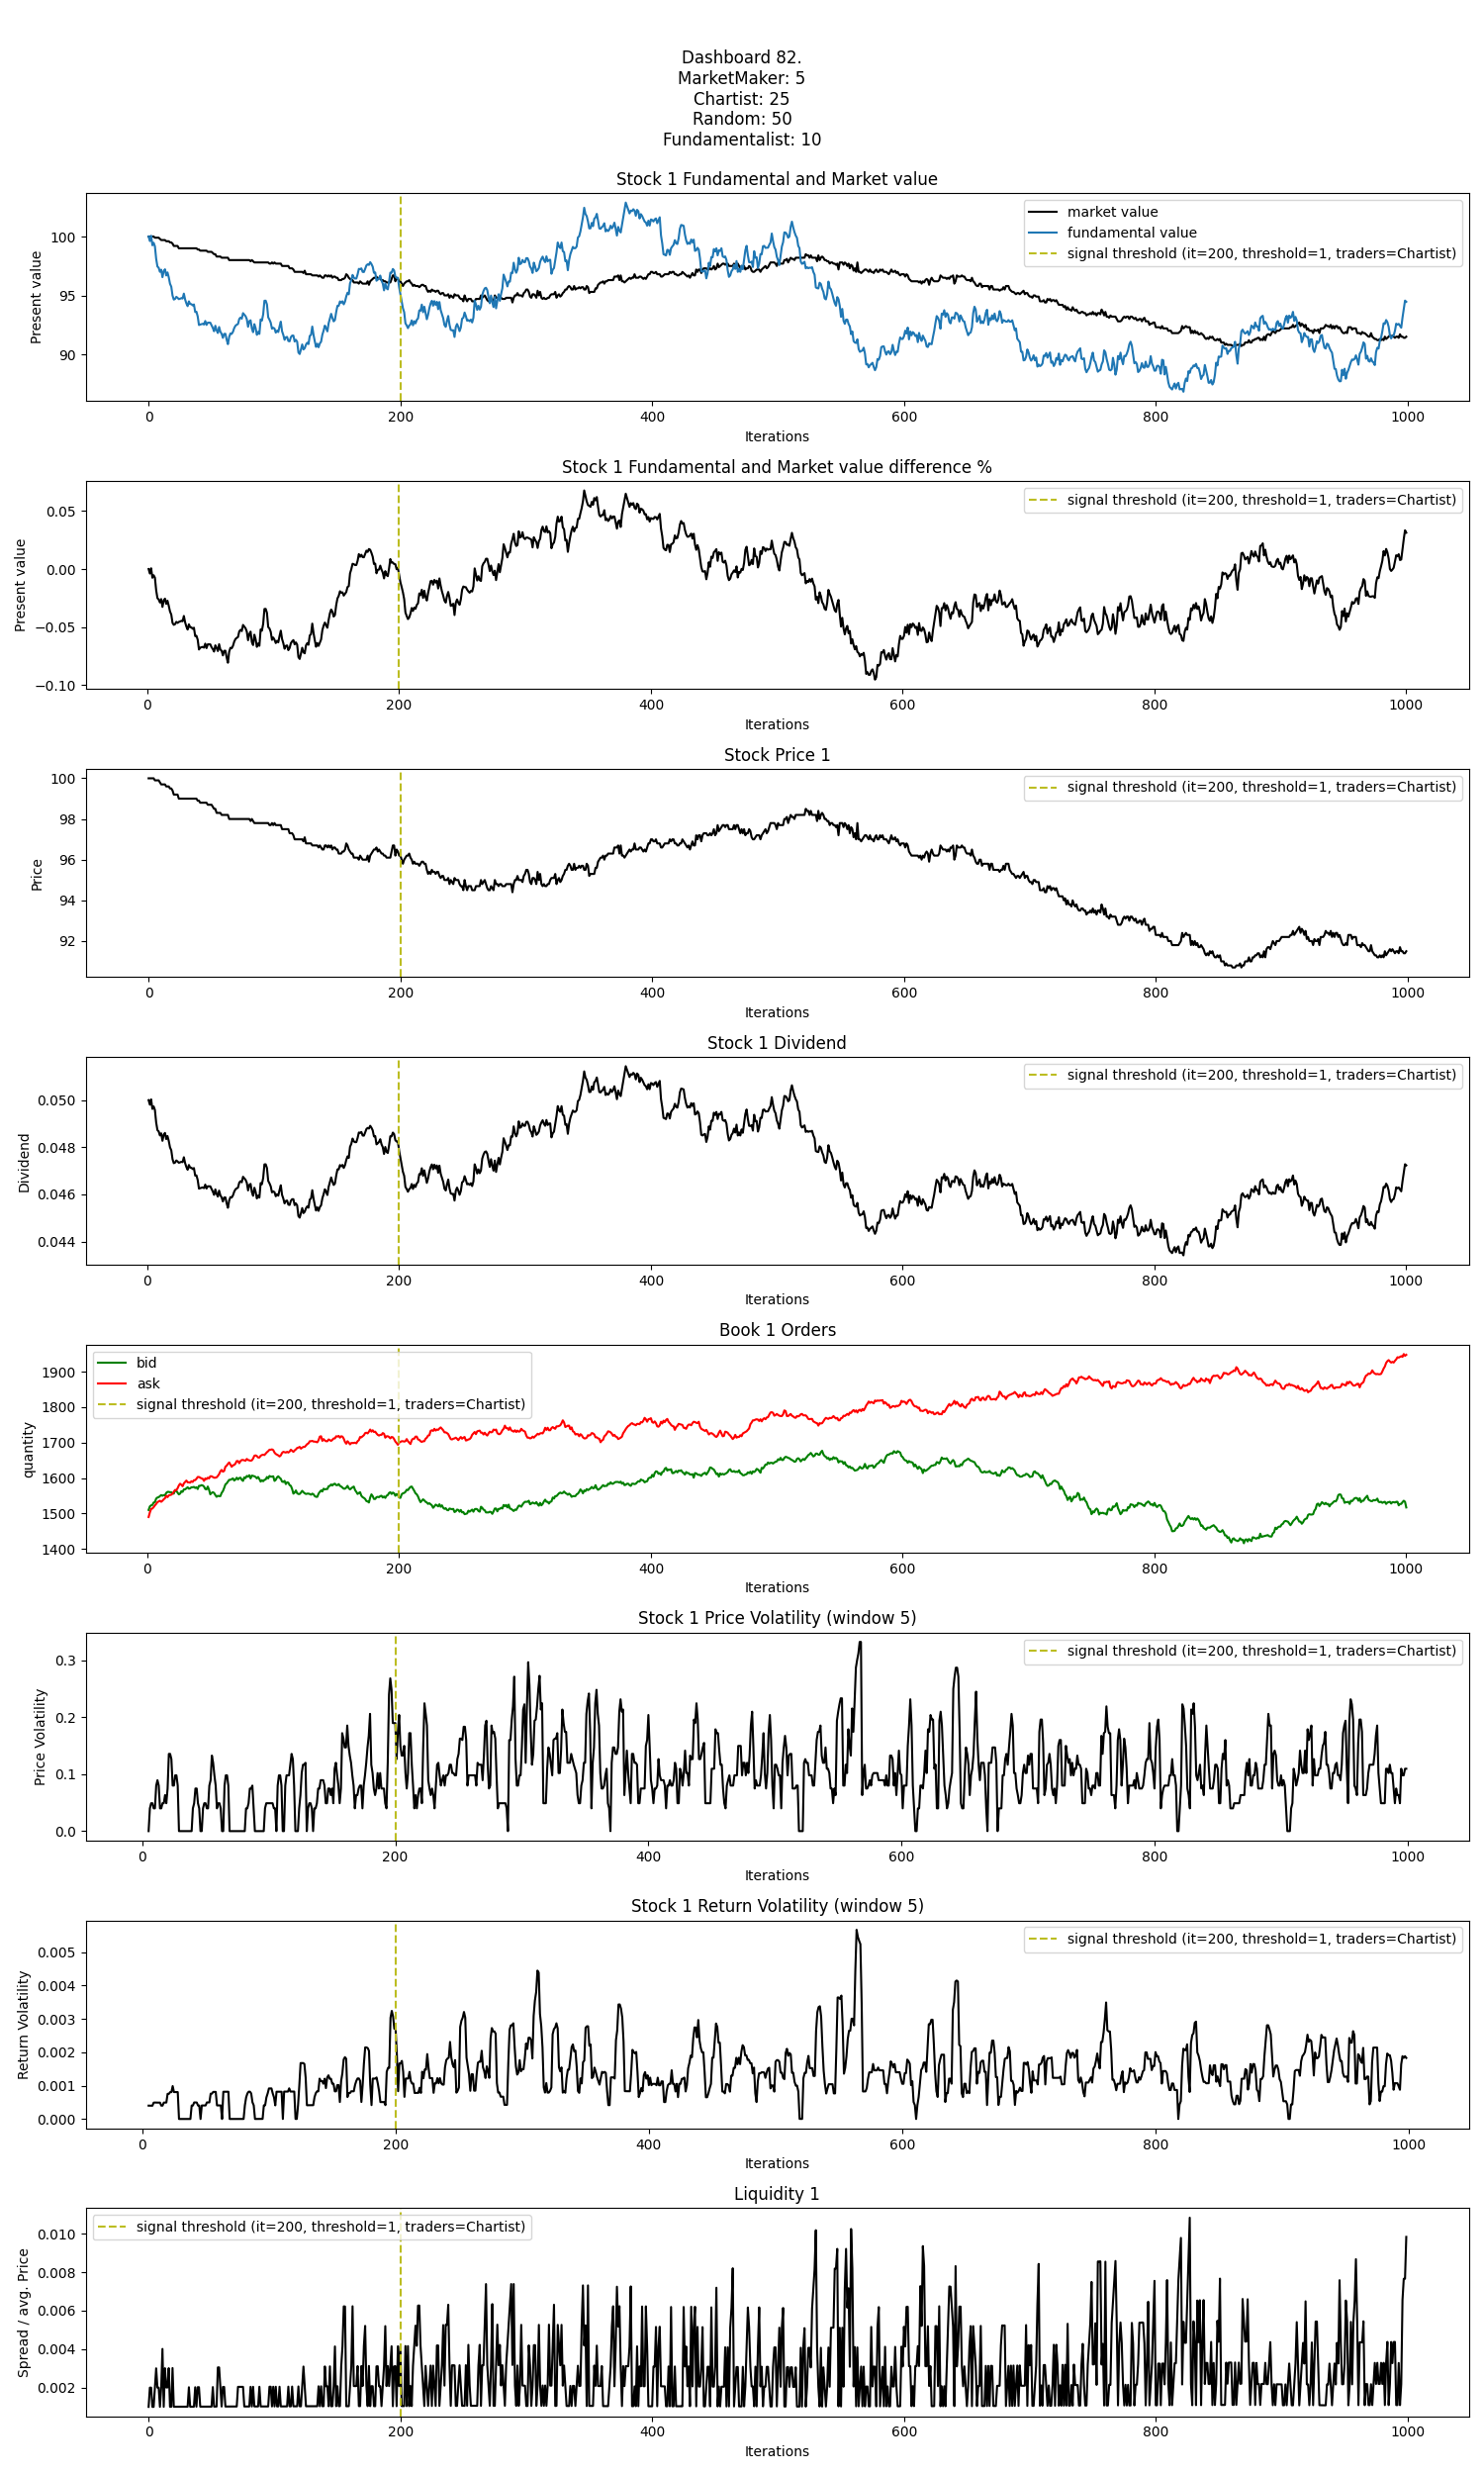 Dashboard 82.
MarketMaker: 5
Chartist: 25
Random: 50
Fundamentalist: 10
Stock 1 Fundamental and Market value
market value
fundamental value
signal threshold (it=200, threshold=1, traders=Chartist)
Present value
100
95
90
0 200 400 600 800 1000
Iterations
Stock 1 Fundamental and Market value difference %
signal threshold (it=200, threshold=1, traders=Chartist)
Present value
0.05
0.00
−0.05
−0.10
0 200 400 600 800 1000
Iterations
Stock Price 1
signal threshold (it=200, threshold=1, traders=Chartist)
Price
100
98
96
94
92
0 200 400 600 800 1000
Iterations
Stock 1 Dividend
signal threshold (it=200, threshold=1, traders=Chartist)
Dividend
0.050
0.048
0.046
0.044
0 200 400 600 800 1000
Iterations
Book 1 Orders
bid
ask
signal threshold (it=200, threshold=1, traders=Chartist)
quantity
1900
1800
1700
1600
1500
1400
0 200 400 600 800 1000
Iterations
Stock 1 Price Volatility (window 5)
signal threshold (it=200, threshold=1, traders=Chartist)
Price Volatility
0.3
0.2
0.1
0.0
0 200 400 600 800 1000
Iterations
Stock 1 Return Volatility (window 5)
signal threshold (it=200, threshold=1, traders=Chartist)
Return Volatility
0.005
0.004
0.003
0.002
0.001
0.000
0 200 400 600 800 1000
Iterations
Liquidity 1
signal threshold (it=200, threshold=1, traders=Chartist)
Spread / avg. Price
0.010
0.008
0.006
0.004
0.002
0 200 400 600 800 1000
Iterations